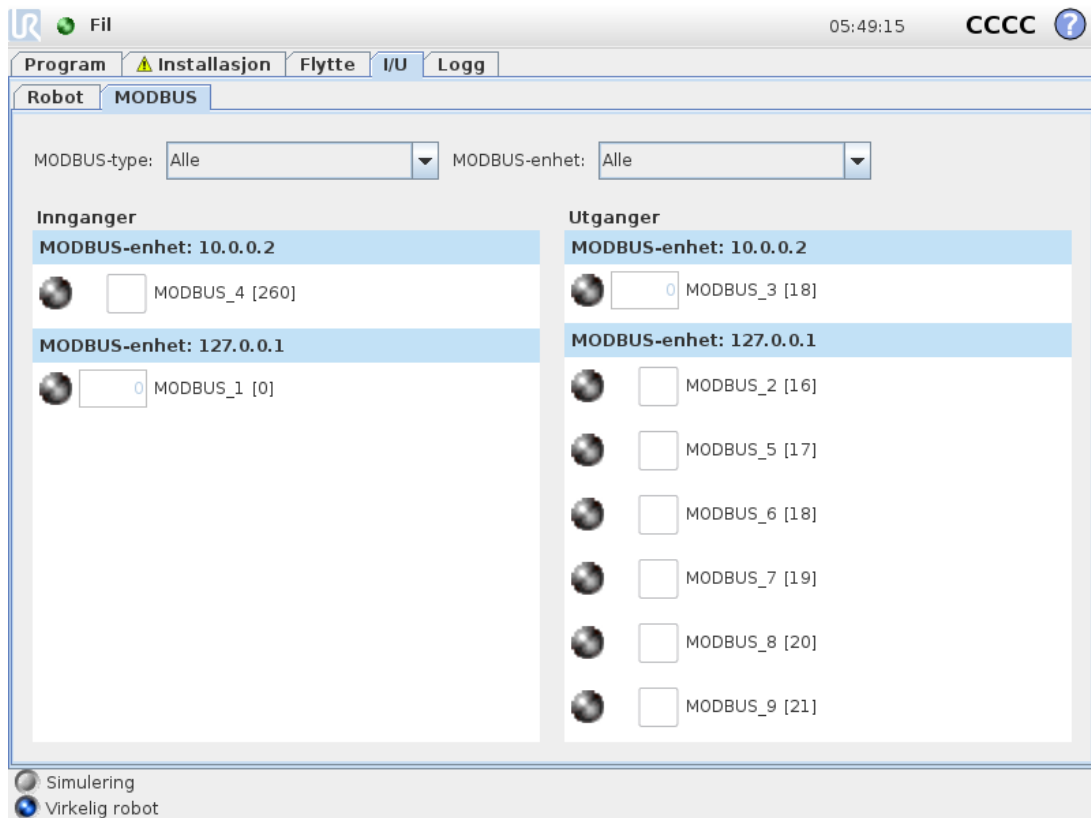 UR Fil 05:49:15 CCCC ?
Program Installasjon Flytte I/U Logg
Robot MODBUS
MODBUS-type: Alle MODBUS-enhet: Alle
Innganger
MODBUS-enhet: 10.0.0.2
MODBUS_4 [260]
MODBUS-enhet: 127.0.0.1
0 MODBUS_1 [0]
Utganger
MODBUS-enhet: 10.0.0.2
0 MODBUS_3 [18]
MODBUS-enhet: 127.0.0.1
MODBUS_2 [16]
MODBUS_5 [17]
MODBUS_6 [18]
MODBUS_7 [19]
MODBUS_8 [20]
MODBUS_9 [21]
Simulering
Virkelig robot